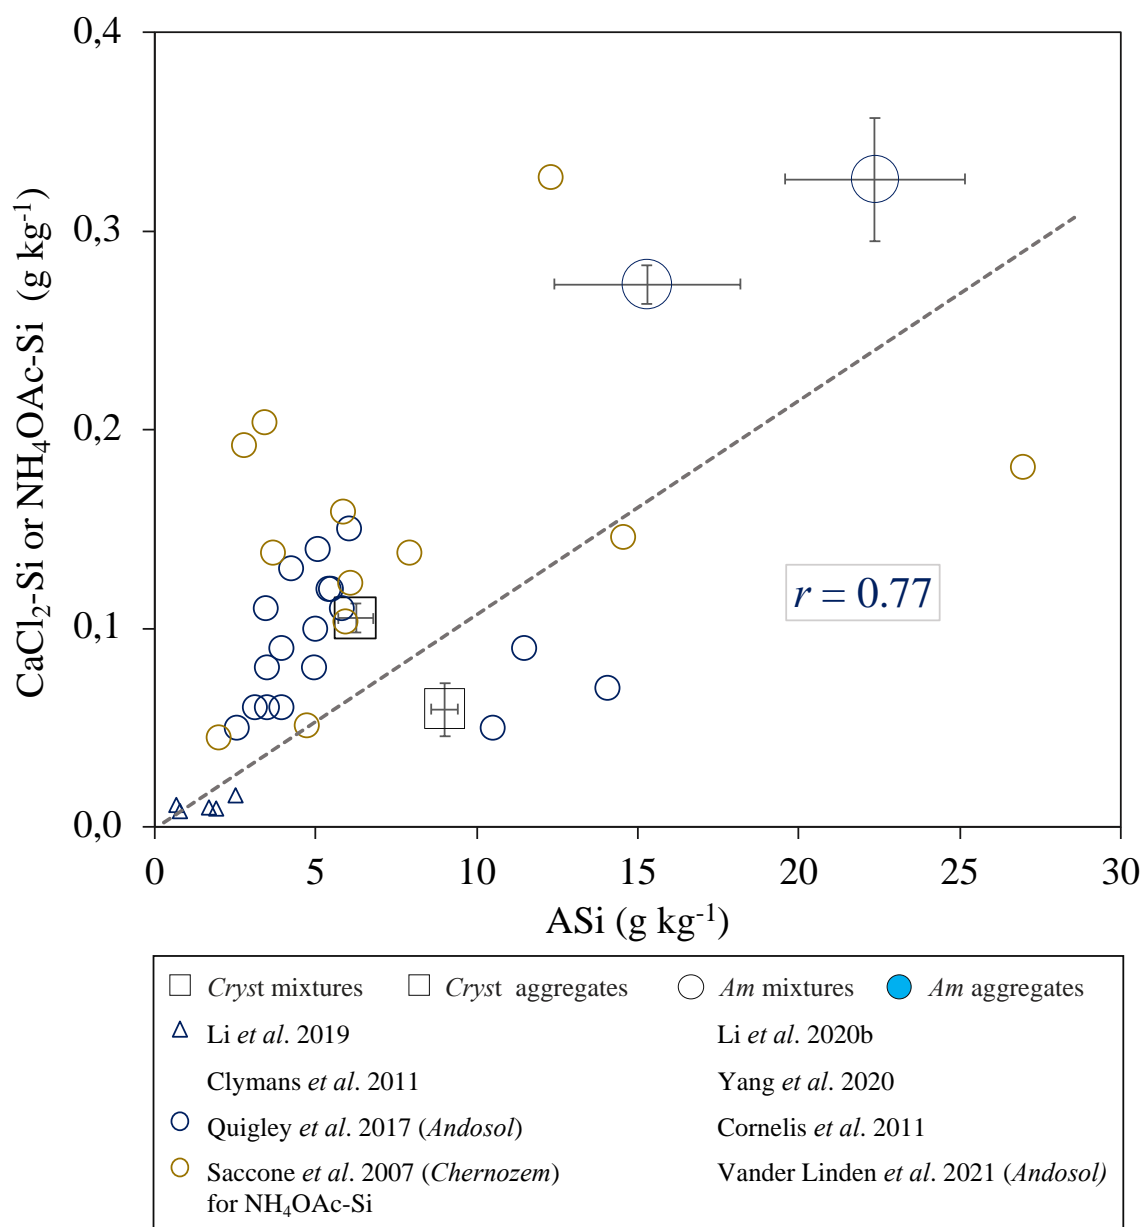 0,4
0,3
0,2
0,1
0,0
CaCl₂-Si or NH₄OAc-Si (g kg⁻¹)
r = 0.77
0 5 10 15 20 25 30
ASi (g kg⁻¹)
Cryst mixtures Cryst aggregates Am mixtures Am aggregates
Li et al. 2019 Li et al. 2020b
Clymans et al. 2011 Yang et al. 2020
Quigley et al. 2017 (Andosol) Cornelis et al. 2011
Saccone et al. 2007 (Chernozem) Vander Linden et al. 2021 (Andosol)
for NH₄OAc-Si